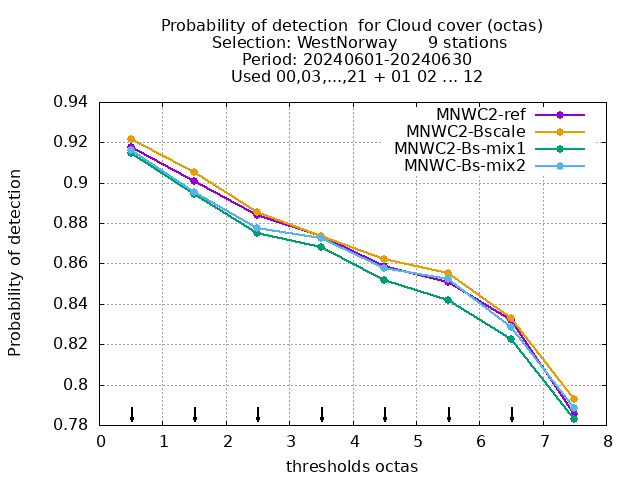 Probability of detection  for Cloud cover (octas)
Selection: WestNorway      9 stations
Period: 20240601-20240630
Used 00,03,...,21 + 01 02 ... 12
MNWC2-ref
MNWC2-Bscale
MNWC2-Bs-mix1
MNWC-Bs-mix2
Probability of detection
0.94
0.92
0.9
0.88
0.86
0.84
0.82
0.8
0.78
0 1 2 3 4 5 6 7 8
thresholds octas